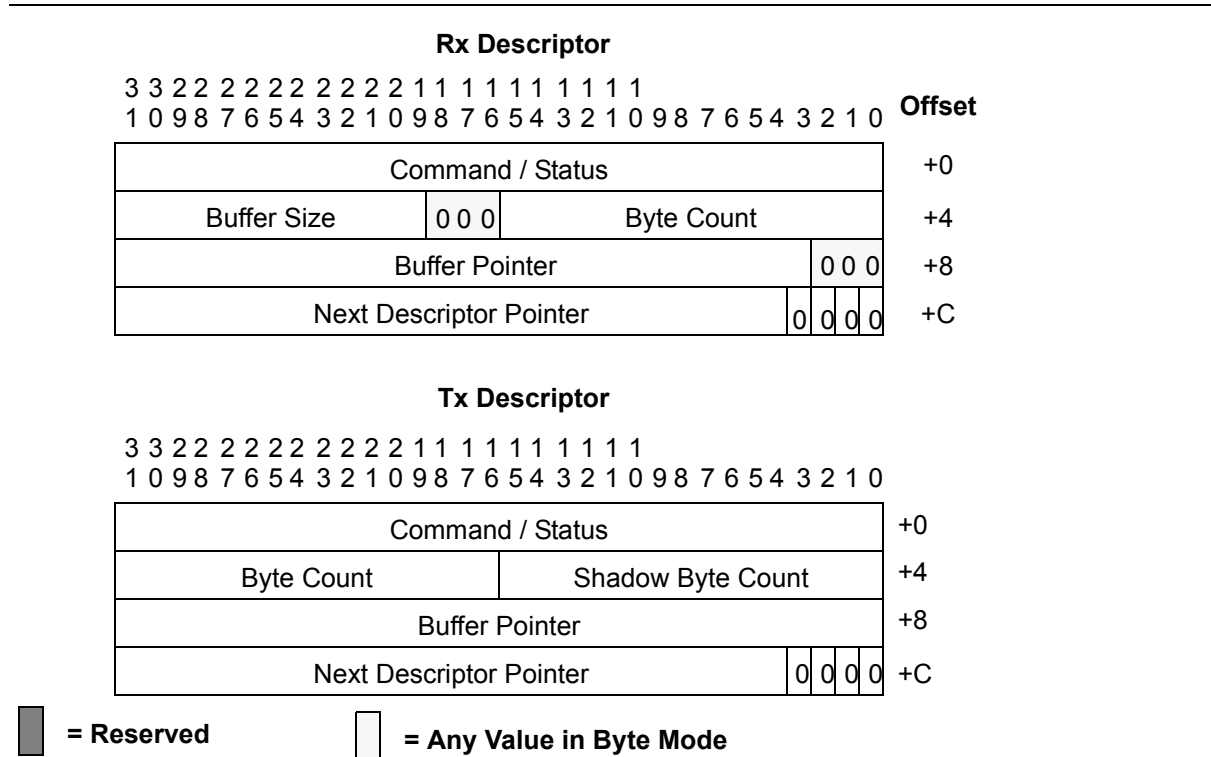 Rx Descriptor
3 3 2 2 2 2 2 2 2 2 2 2 1 1 1 1 1 1 1 1 1 1
1 0 9 8 7 6 5 4 3 2 1 0 9 8 7 6 5 4 3 2 1 0 9 8 7 6 5 4 3 2 1 0 Offset
Command / Status +0
Buffer Size 0 0 0 Byte Count +4
Buffer Pointer 0 0 0 +8
Next Descriptor Pointer 0 0 0 0 +C
Tx Descriptor
3 3 2 2 2 2 2 2 2 2 2 2 1 1 1 1 1 1 1 1 1 1
1 0 9 8 7 6 5 4 3 2 1 0 9 8 7 6 5 4 3 2 1 0 9 8 7 6 5 4 3 2 1 0
Command / Status +0
Byte Count Shadow Byte Count +4
Buffer Pointer +8
Next Descriptor Pointer 0 0 0 0 +C
= Reserved = Any Value in Byte Mode